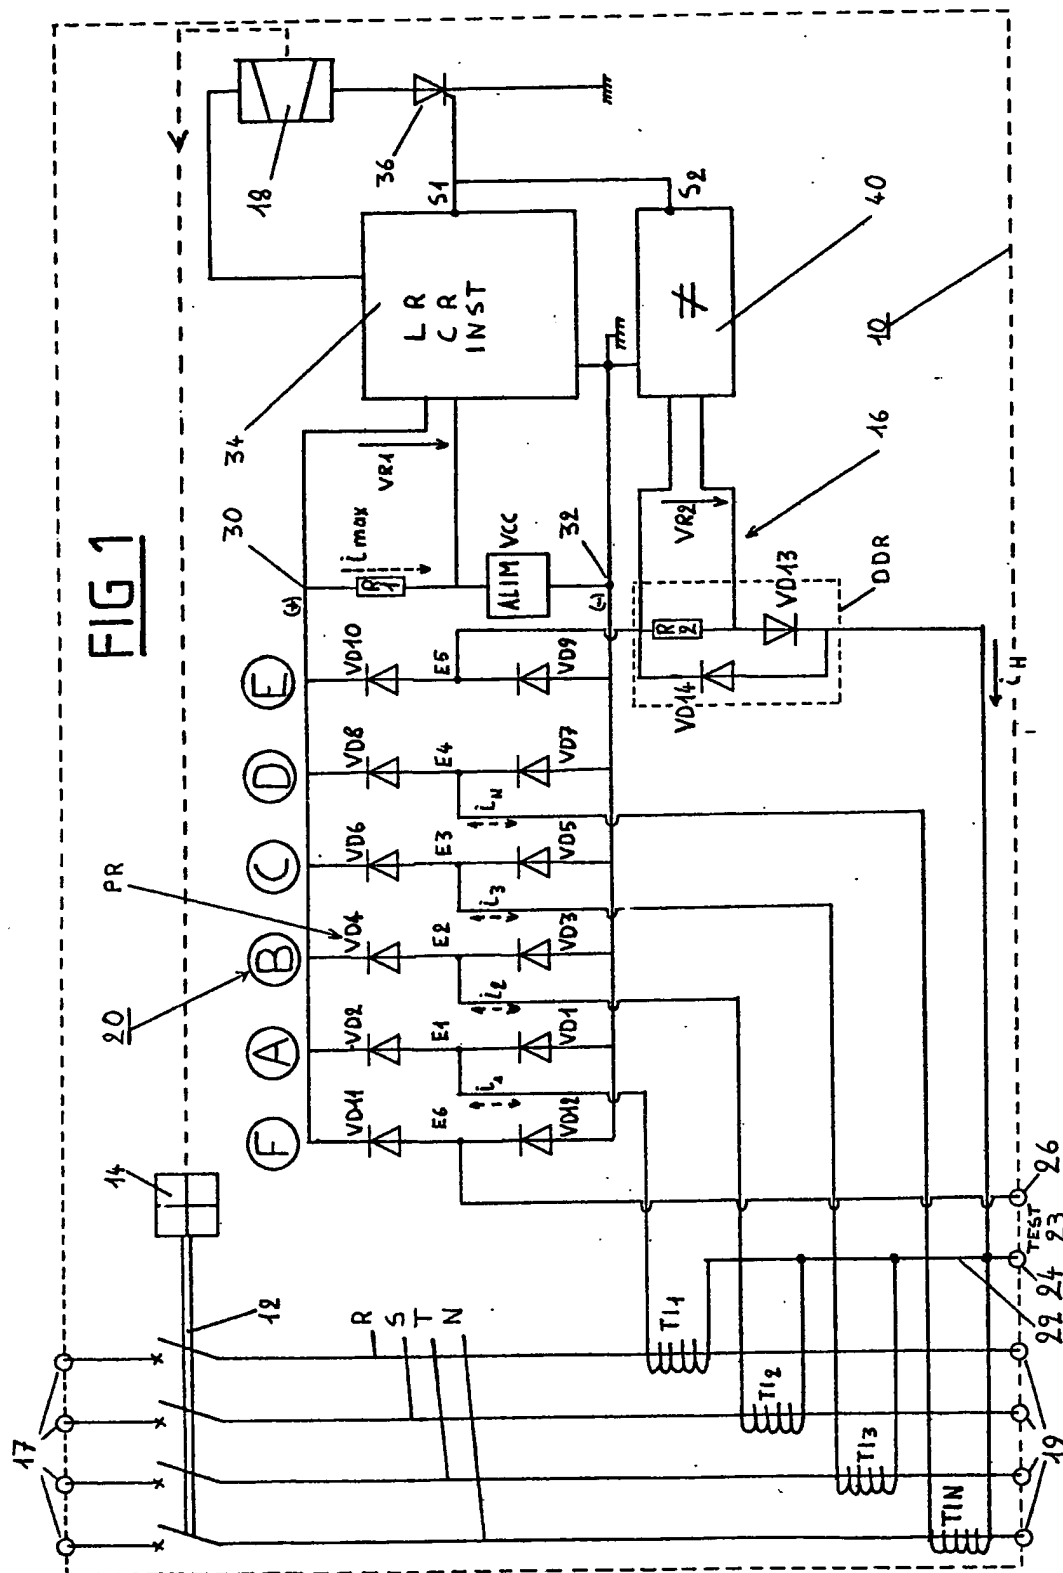 FIG 1
17
14
12
R
S
T
N
20
PR
F
A
B
C
D
E
VD11
VD2
VD4
VD6
VD8
VD10
E6
E1
E2
E3
E4
E5
VD12
VD1
VD3
VD5
VD7
VD9
i1
i2
i3
iN
30
(+)
R1
imax
VR1
ALIM
VCC
32
(-)
34
L R
C R
INST
S1
18
36
≠
S2
40
10
16
VR2
R2
VD13
VD14
DDR
iH
TI1
TI2
TI3
TIN
26
TEST
23
24
22
19